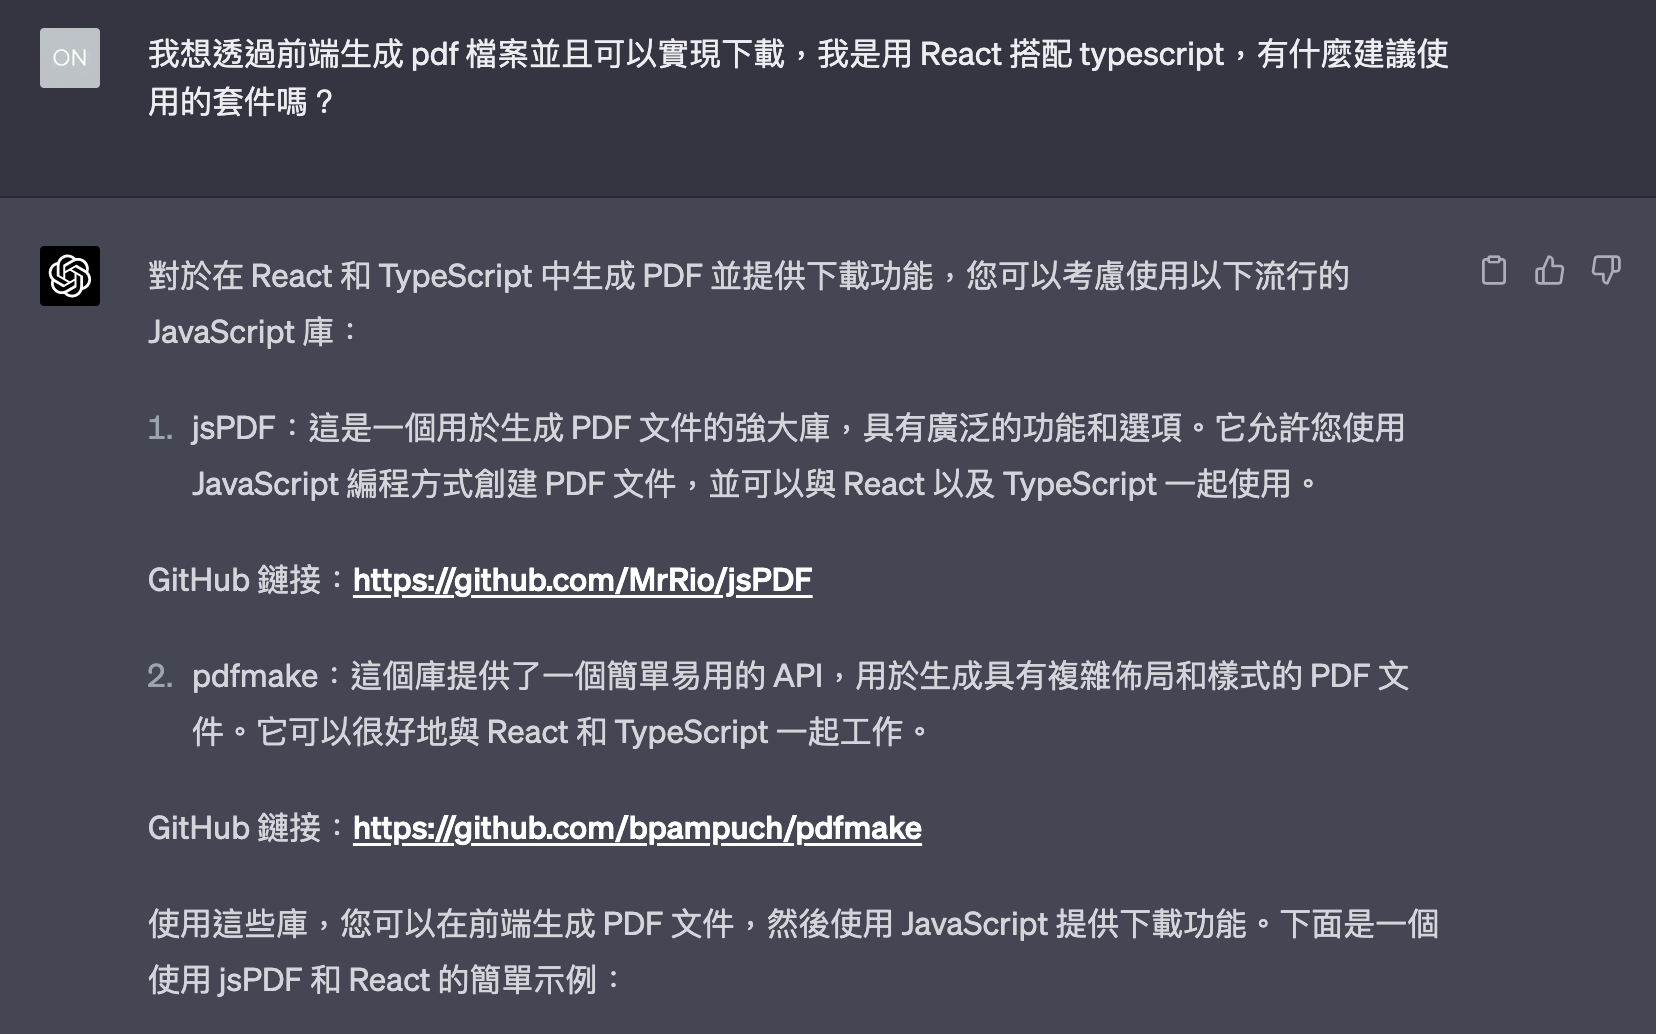 ON
我想透過前端生成 pdf 檔案並且可以實現下載，我是用 React 搭配 typescript，有什麼建議使
用的套件嗎？
對於在 React 和 TypeScript 中生成 PDF 並提供下載功能，您可以考慮使用以下流行的
JavaScript 庫：
1. jsPDF：這是一個用於生成 PDF 文件的強大庫，具有廣泛的功能和選項。它允許您使用
JavaScript 編程方式創建 PDF 文件，並可以與 React 以及 TypeScript 一起使用。
GitHub 鏈接：https://github.com/MrRio/jsPDF
2. pdfmake：這個庫提供了一個簡單易用的 API，用於生成具有複雜佈局和樣式的 PDF 文
件。它可以很好地與 React 和 TypeScript 一起工作。
GitHub 鏈接：https://github.com/bpampuch/pdfmake
使用這些庫，您可以在前端生成 PDF 文件，然後使用 JavaScript 提供下載功能。下面是一個
使用 jsPDF 和 React 的簡單示例：